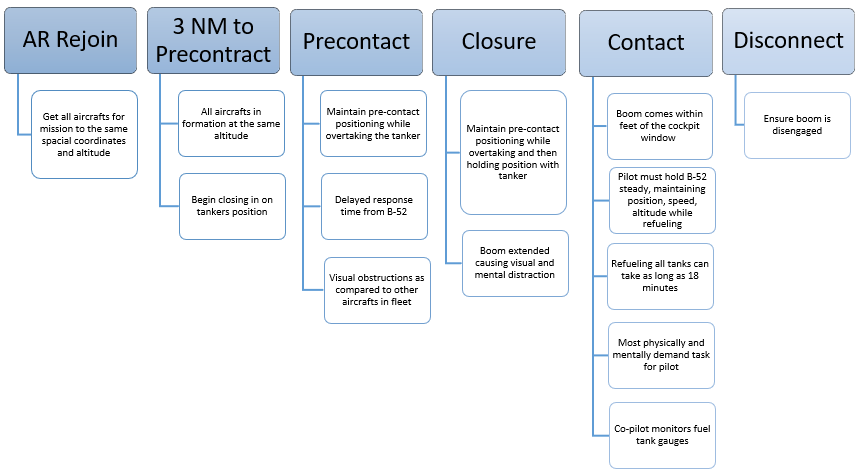 AR Rejoin
Get all aircrafts for
mission to the same
spacial coordinates
and altitude
3 NM to
Precontract
All aircrafts in
formation at the same
altitude
Begin closing in on
tankers position
Precontact
Maintain pre-contact
positioning while
overtaking the tanker
Delayed response
time from B-52
Visual obstructions as
compared to other
aircrafts in fleet
Closure
Maintain pre-contact
positioning while
overtaking and then
holding position with
tanker
Boom extended
causing visual and
mental distraction
Contact
Boom comes within
feet of the cockpit
window
Pilot must hold B-52
steady, maintaining
position, speed,
altitude while
refueling
Refueling all tanks can
take as long as 18
minutes
Most physically and
mentally demand task
for pilot
Co-pilot monitors fuel
tank gauges
Disconnect
Ensure boom is
disengaged